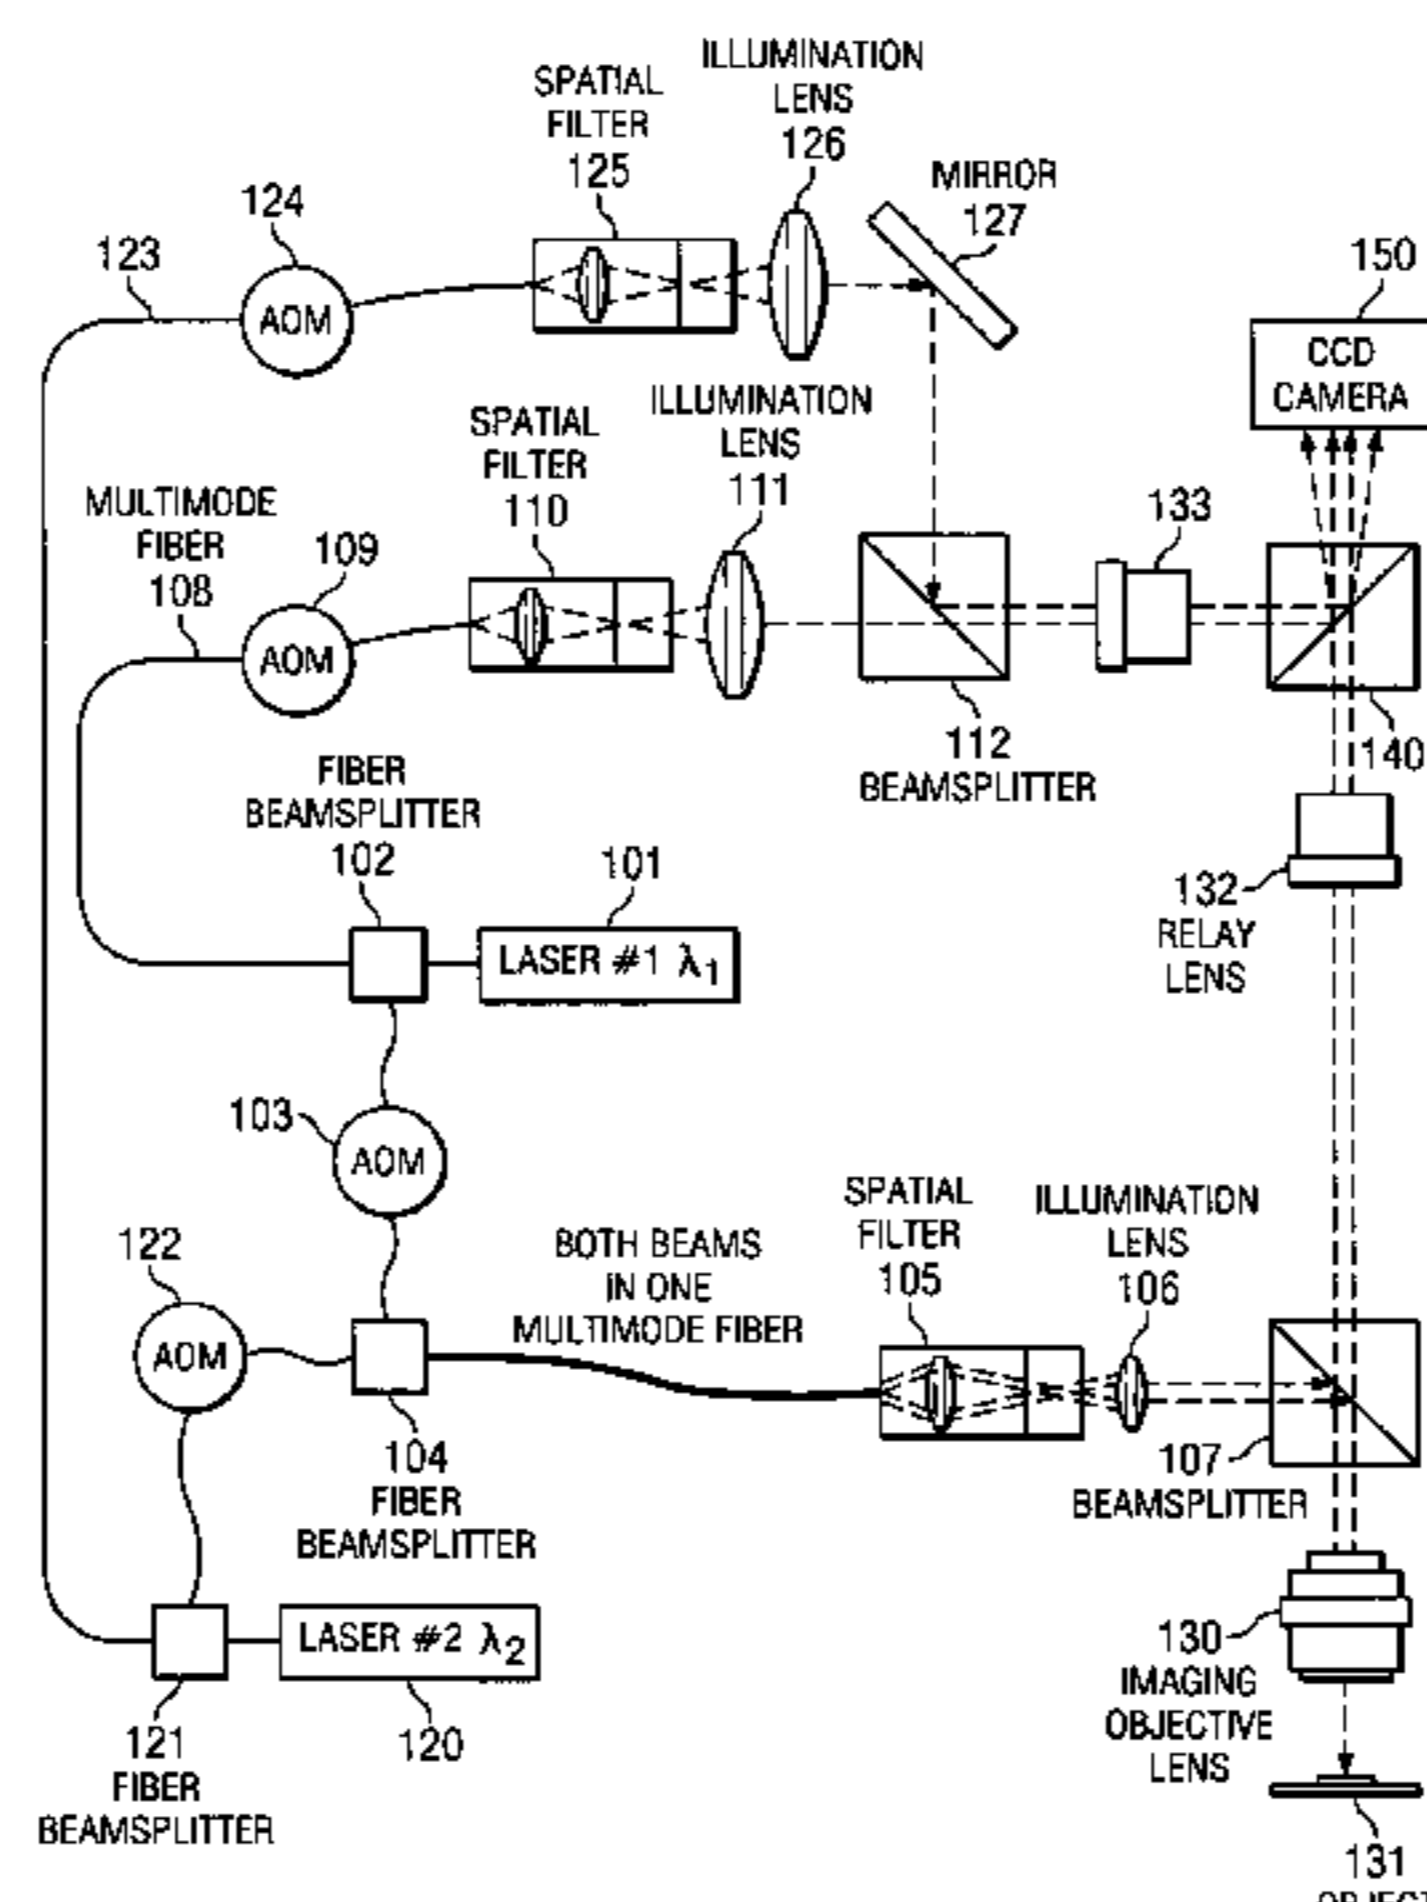 ILLUMINATION
LENS
126
SPATIAL
FILTER
125
MIRROR
127
124
123
AOM
150
CCD
CAMERA
ILLUMINATION
LENS
111
SPATIAL
FILTER
110
MULTIMODE
FIBER
108
109
AOM
133
112
BEAMSPLITTER
140
FIBER
BEAMSPLITTER
102
101
LASER #1 λ1
132
RELAY
LENS
103
AOM
SPATIAL
FILTER
105
ILLUMINATION
LENS
106
122
AOM
BOTH BEAMS
IN ONE
MULTIMODE FIBER
104
FIBER
BEAMSPLITTER
107
BEAMSPLITTER
LASER #2 λ2
120
121
FIBER
BEAMSPLITTER
130
IMAGING
OBJECTIVE
LENS
131